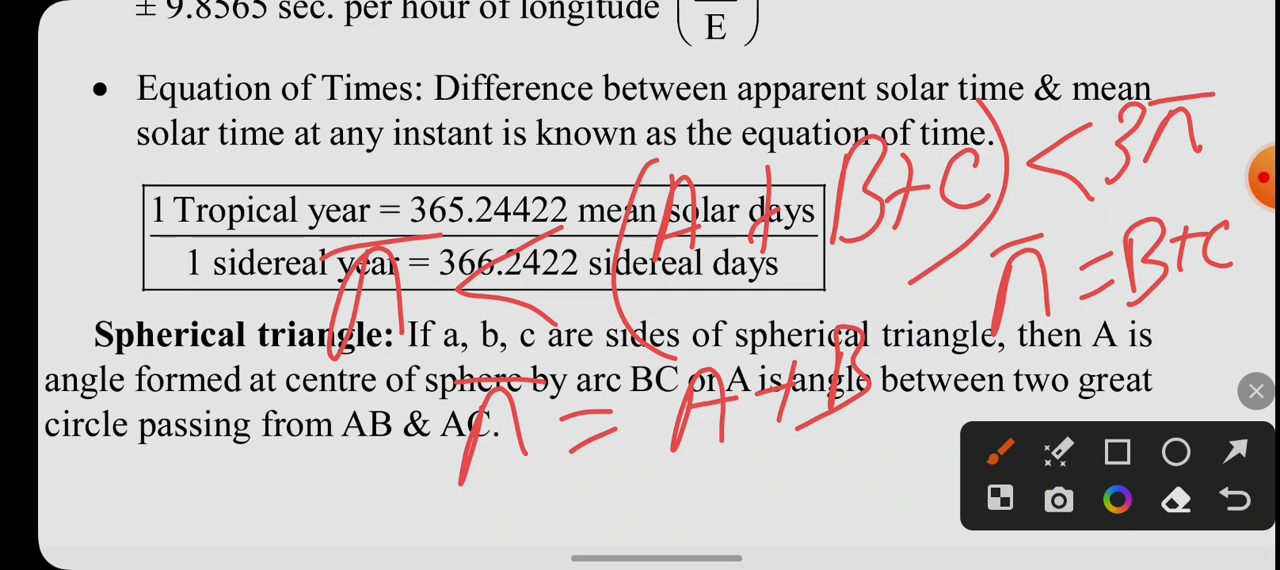 ± 9.8565 sec. per hour of longitude (E)
• Equation of Times: Difference between apparent solar time & mean
solar time at any instant is known as the equation of time.
1 Tropical year = 365.24422 mean solar days
1 sidereal year = 366.2422 sidereal days
π < (A + B+C) < 3π
π = B+C
Spherical triangle: If a, b, c are sides of spherical triangle, then A is
angle formed at centre of sphere by arc BC or A is angle between two great
circle passing from AB & AC.
π = A+B